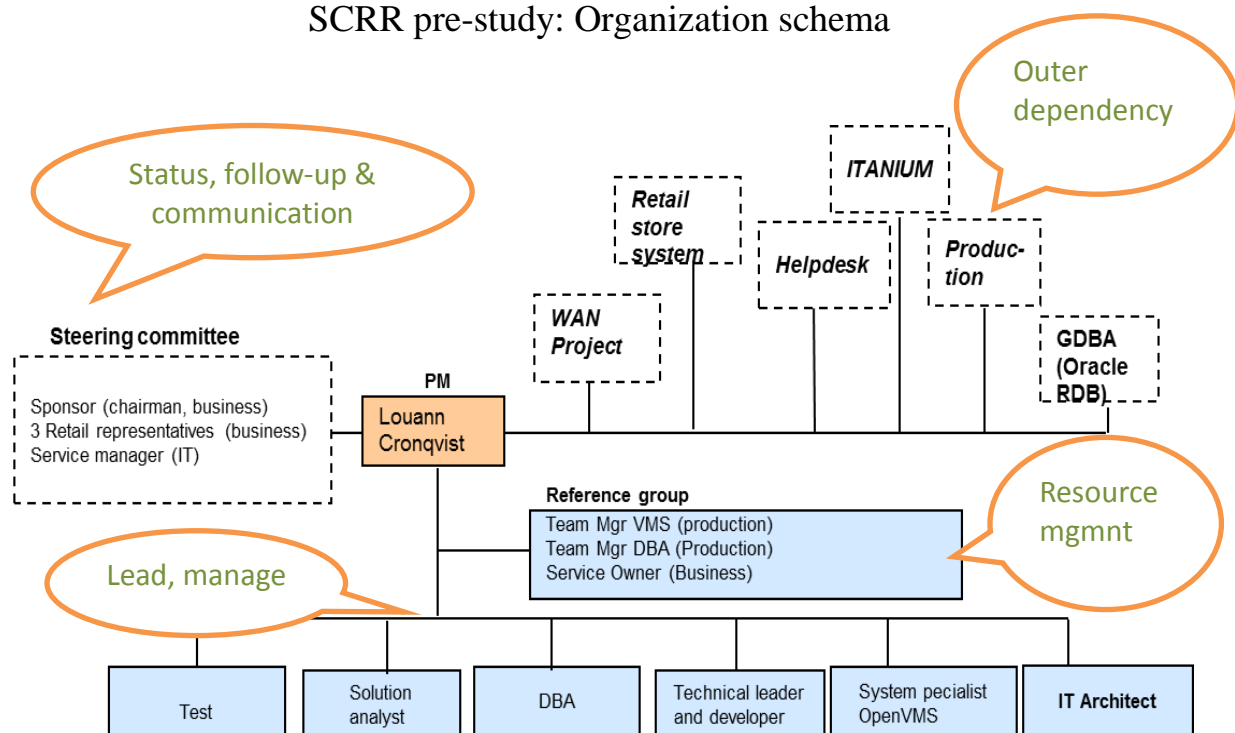 SCRR pre-study: Organization schema
Outer
dependency
Status, follow-up &
communication
ITANIUM
Retail
store
system
Helpdesk
Produc-
tion
WAN
Project
GDBA
(Oracle
RDB)
Steering committee
Sponsor (chairman, business)
3 Retail representatives (business)
Service manager (IT)
PM
Louann
Cronqvist
Reference group
Team Mgr VMS (production)
Team Mgr DBA (Production)
Service Owner (Business)
Resource
mgmnt
Lead, manage
Test
Solution
analyst
DBA
Technical leader
and developer
System pecialist
OpenVMS
IT Architect